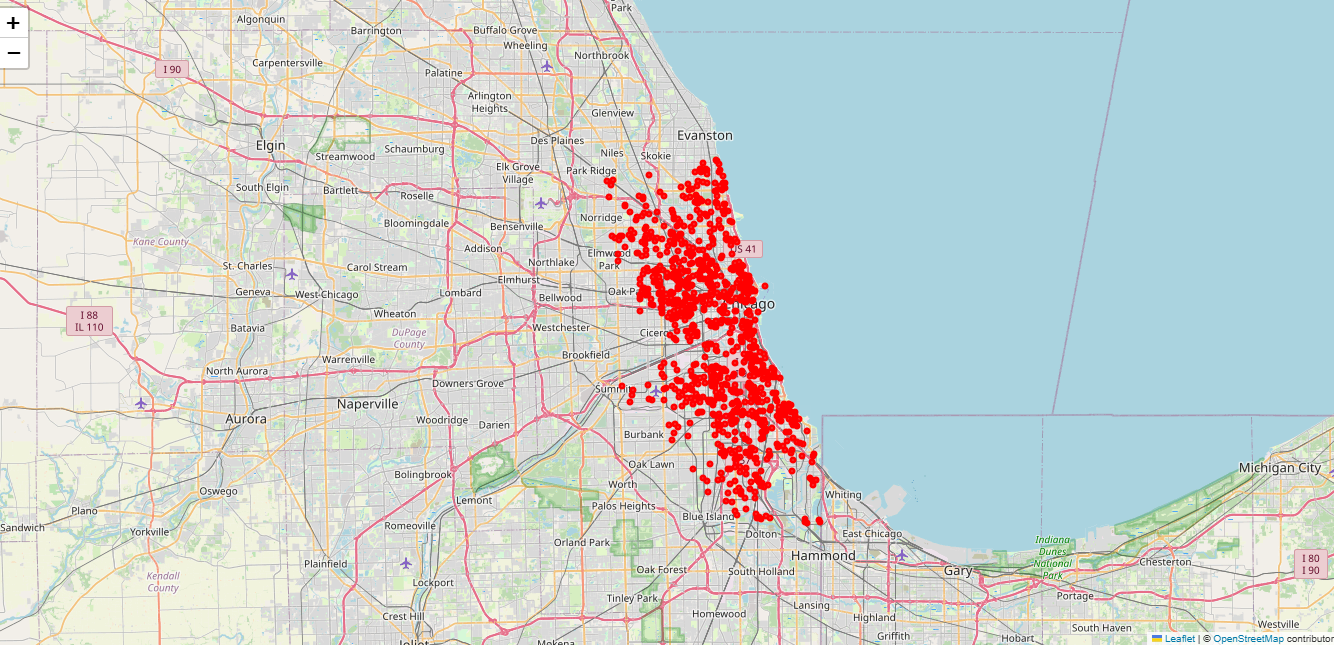 +
−
Algonquin
Park
Barrington
Buffalo Grove
Wheeling
Northbrook
Carpentersville
I 90
Palatine
Arlington
Heights
Glenview
Evanston
Elgin
Streamwood
Schaumburg
Des Plaines
Niles
Skokie
Elk Grove
Village
Park Ridge
South Elgin
Bartlett
Roselle
Norridge
Bloomingdale
Bensenville
Kane County
Addison
US 41
Elmwood
Park
St. Charles
Carol Stream
Northlake
Elmhurst
Geneva
West Chicago
Lombard
Bellwood
Oak Pa
Chicago
I 88
IL 110
Wheaton
Batavia
DuPage
County
Westchester
Cicero
Warrenville
Brookfield
North Aurora
Downers Grove
Summit
Naperville
Aurora
Woodridge
Darien
Burbank
Bolingbrook
Oak Lawn
Michigan City
Oswego
Lemont
Worth
Whiting
Plano
Palos Heights
Blue Island
Sandwich
Yorkville
Romeoville
Dolton
East Chicago
Orland Park
Indiana
Dunes
National
Park
Hammond
Plainfield
Kendall
County
Lockport
Oak Forest
South Holland
Gary
Chesterton
I 80
I 90
Tinley Park
Lansing
Portage
Crest Hill
Homewood
Highland
Griffith
South Haven
Westville
Joliet
Mokena
Hobart
Leaflet | © OpenStreetMap contributor